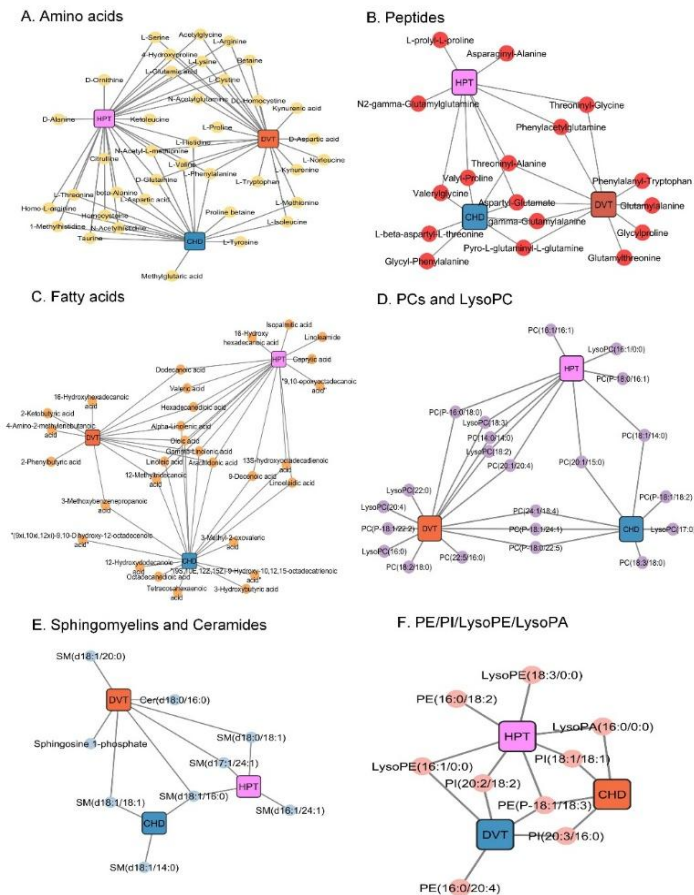 A. Amino acids
L-Serine
Acetylglycine
L-Arginine
4-Hydroxyproline
L-Lysine
Betaine
L-Glutamic acid
L-Cystine
D-Ornithine
N-Acetylglutamine
DL-Homocystine
Kynurenic acid
D-Alanine
HPT
Ketoleucine
L-Proline
L-Histidine
DVT
D-Aspartic acid
N-Acetyl-L-methionine
Citrulline
L-Valine
L-Norleucine
L-Kynurenine
L-Phenylalanine
D-Glutamine
L-Tryptophan
L-Threonine
beta-Alanine
L-Aspartic acid
L-Methionine
Homo-L-arginine
Homocysteine
Proline betaine
L-Isoleucine
1-Methylhistidine
N-Acetylhistidine
Taurine
CHD
L-Tyrosine
Methylglutaric acid
B. Peptides
L-prolyl-L-proline
Asparaginyl-Alanine
HPT
N2-gamma-Glutamylglutamine
Threoninyl-Glycine
Phenylacetylglutamine
Threoninyl-Alanine
Valyl-Proline
Phenylalanyl-Tryptophan
Valerylglycine
Aspartyl-Glutamate
DVT
Glutamylalanine
CHD
gamma-Glutamylalanine
L-beta-aspartyl-L-threonine
Glycylproline
Pyro-L-glutaminyl-L-glutamine
Glycyl-Phenylalanine
Glutamylthreonine
C. Fatty acids
Isopalmitic acid
16-Hydroxy
hexadecanoic acid
Linoleamide
HPT
Caprylic acid
Dodecanoic acid
"9,10-epoxyoctadecanoic
acid"
Valeric acid
16-Hydroxyhexadecanoic
acid
Hexadecanedioic acid
2-Ketobutyric acid
4-Amino-2-methylenebutanoic
acid
Alpha-Linolenic acid
DVT
Oleic acid
Gamma-Linolenic acid
2-Phenylbutyric acid
Linoleic acid
Arachidonic acid
13S-hydroxyoctadecadienoic
acid
12-Methyltridecanoic
acid
9-Decenoic acid
Linoelaidic acid
3-Methoxybenzenepropanoic
acid
3-Methyl-2-oxovaleric
acid
CHD
12-Hydroxydodecanoic
acid
Octadecanedioic acid
Tetracosahexaenoic
acid
3-Hydroxybutyric acid
D. PCs and LysoPC
PC(16:1/16:1)
LysoPC(16:1/0:0)
HPT
PC(P-18:0/16:1)
PC(P-16:0/18:0)
LysoPC(18:3)
PC(14:0/14:0)
PC(18:1/14:0)
LysoPC(18:2)
PC(20:1/20:4)
PC(20:1/15:0)
LysoPC(22:0)
PC(P-18:1/18:2)
LysoPC(20:4)
PC(24:1/18:4)
PC(P-18:1/22:2)
DVT
PC(P-18:1/24:1)
CHD
LysoPC(17:0)
LysoPC(16:0)
PC(P-18:0/22:5)
PC(22:5/16:0)
PC(18:2/18:0)
PC(18:3/18:0)
E. Sphingomyelins and Ceramides
SM(d18:1/20:0)
DVT
Cer(d18:0/16:0)
Sphingosine 1-phosphate
SM(d18:0/18:1)
SM(d17:1/24:1)
HPT
SM(d18:1/18:1)
SM(d18:1/16:0)
SM(d16:1/24:1)
CHD
SM(d18:1/14:0)
F. PE/PI/LysoPE/LysoPA
LysoPE(18:3/0:0)
PE(16:0/18:2)
HPT
LysoPA(16:0/0:0)
LysoPE(16:1/0:0)
PI(18:1/18:1)
PI(20:2/18:2)
CHD
PE(P-18:1/18:3)
DVT
PI(20:3/16:0)
PE(16:0/20:4)